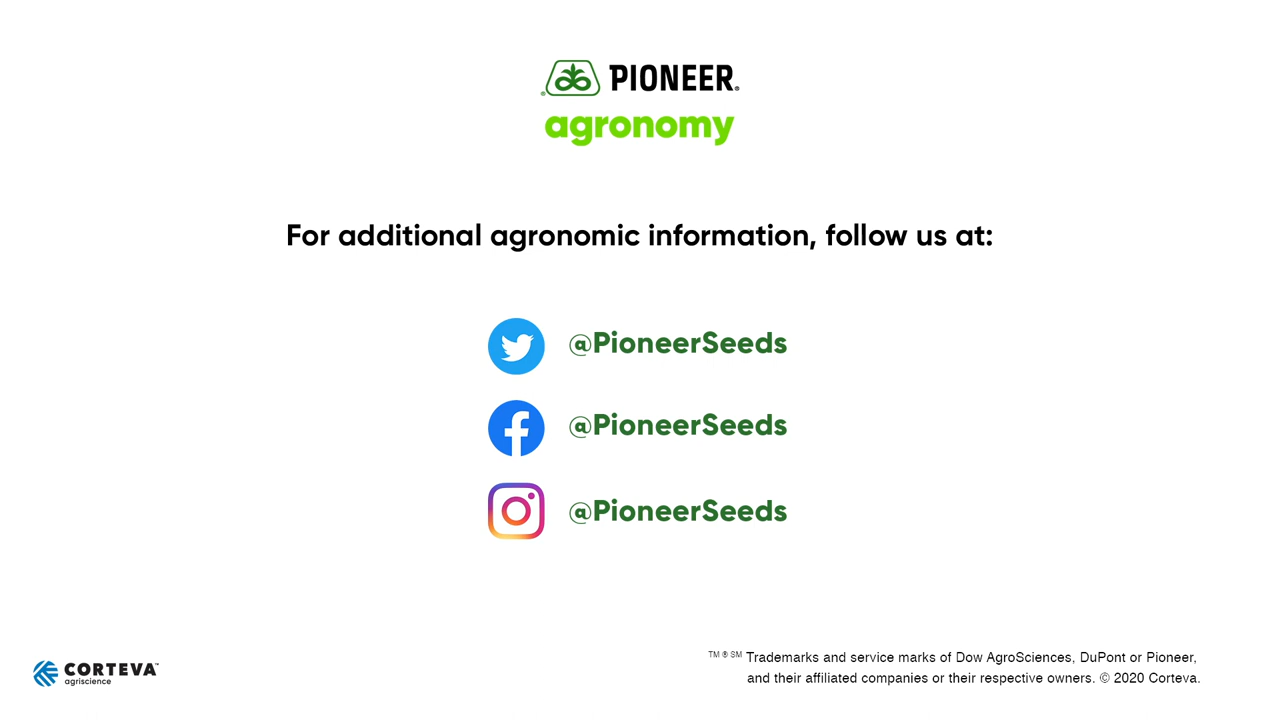 PIONEER®
agronomy
For additional agronomic information, follow us at:
@PioneerSeeds
@PioneerSeeds
@PioneerSeeds
CORTEVA™
agriscience
TM ® SM Trademarks and service marks of Dow AgroSciences, DuPont or Pioneer,
and their affiliated companies or their respective owners. © 2020 Corteva.